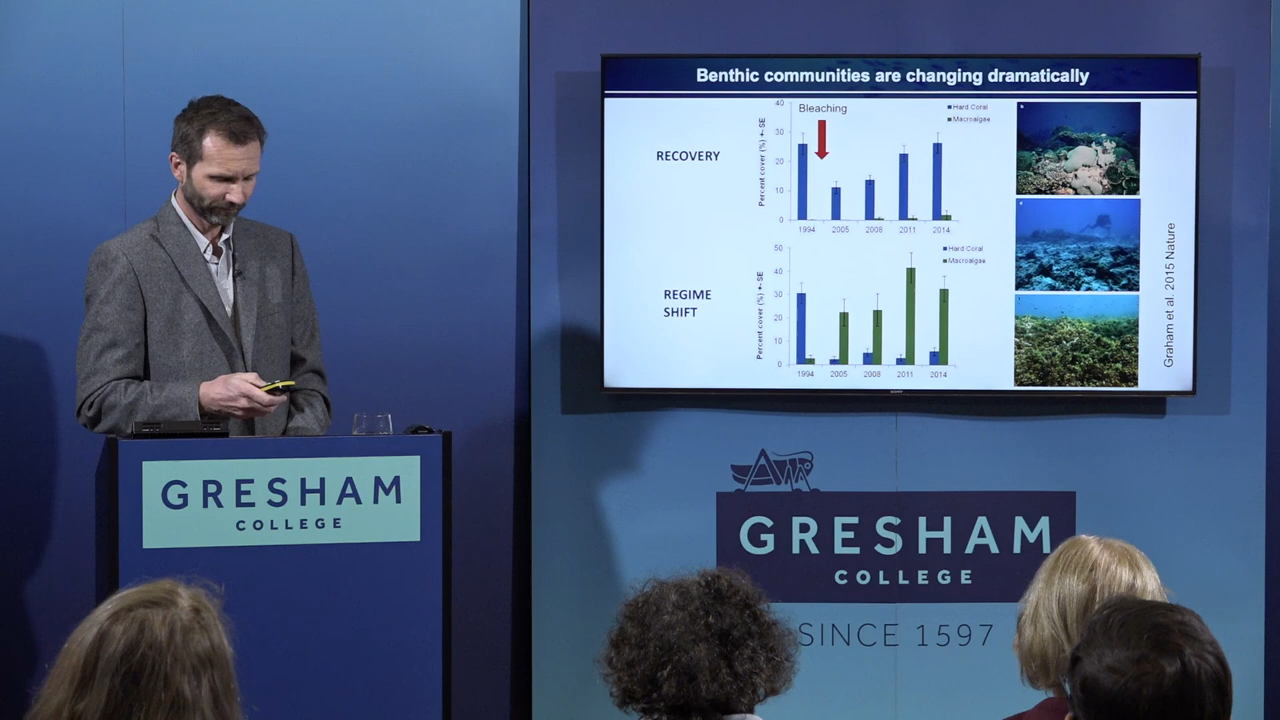 Benthic communities are changing dramatically
RECOVERY
Percent cover (%) +- SE
40
30
20
10
0
Bleaching
Hard Coral
Macroalgae
1994 2005 2008 2011 2014
REGIME
SHIFT
Percent cover (%) +- SE
50
40
30
20
10
0
Hard Coral
Macroalgae
1994 2005 2008 2011 2014
Graham et al. 2015 Nature
GRESHAM
COLLEGE
GRESHAM
COLLEGE
SINCE 1597